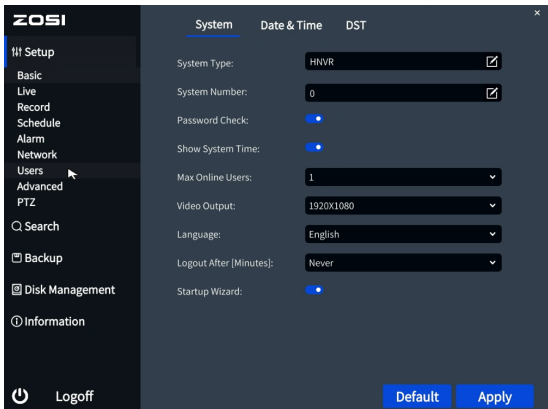 ZOSI
System Date & Time DST
×
Setup
Basic
Live
Record
Schedule
Alarm
Network
Users
Advanced
PTZ
Search
Backup
Disk Management
Information
Logoff
System Type: HNVR
System Number: 0
Password Check:
Show System Time:
Max Online Users: 1
Video Output: 1920X1080
Language: English
Logout After [Minutes]: Never
Startup Wizard:
Default Apply